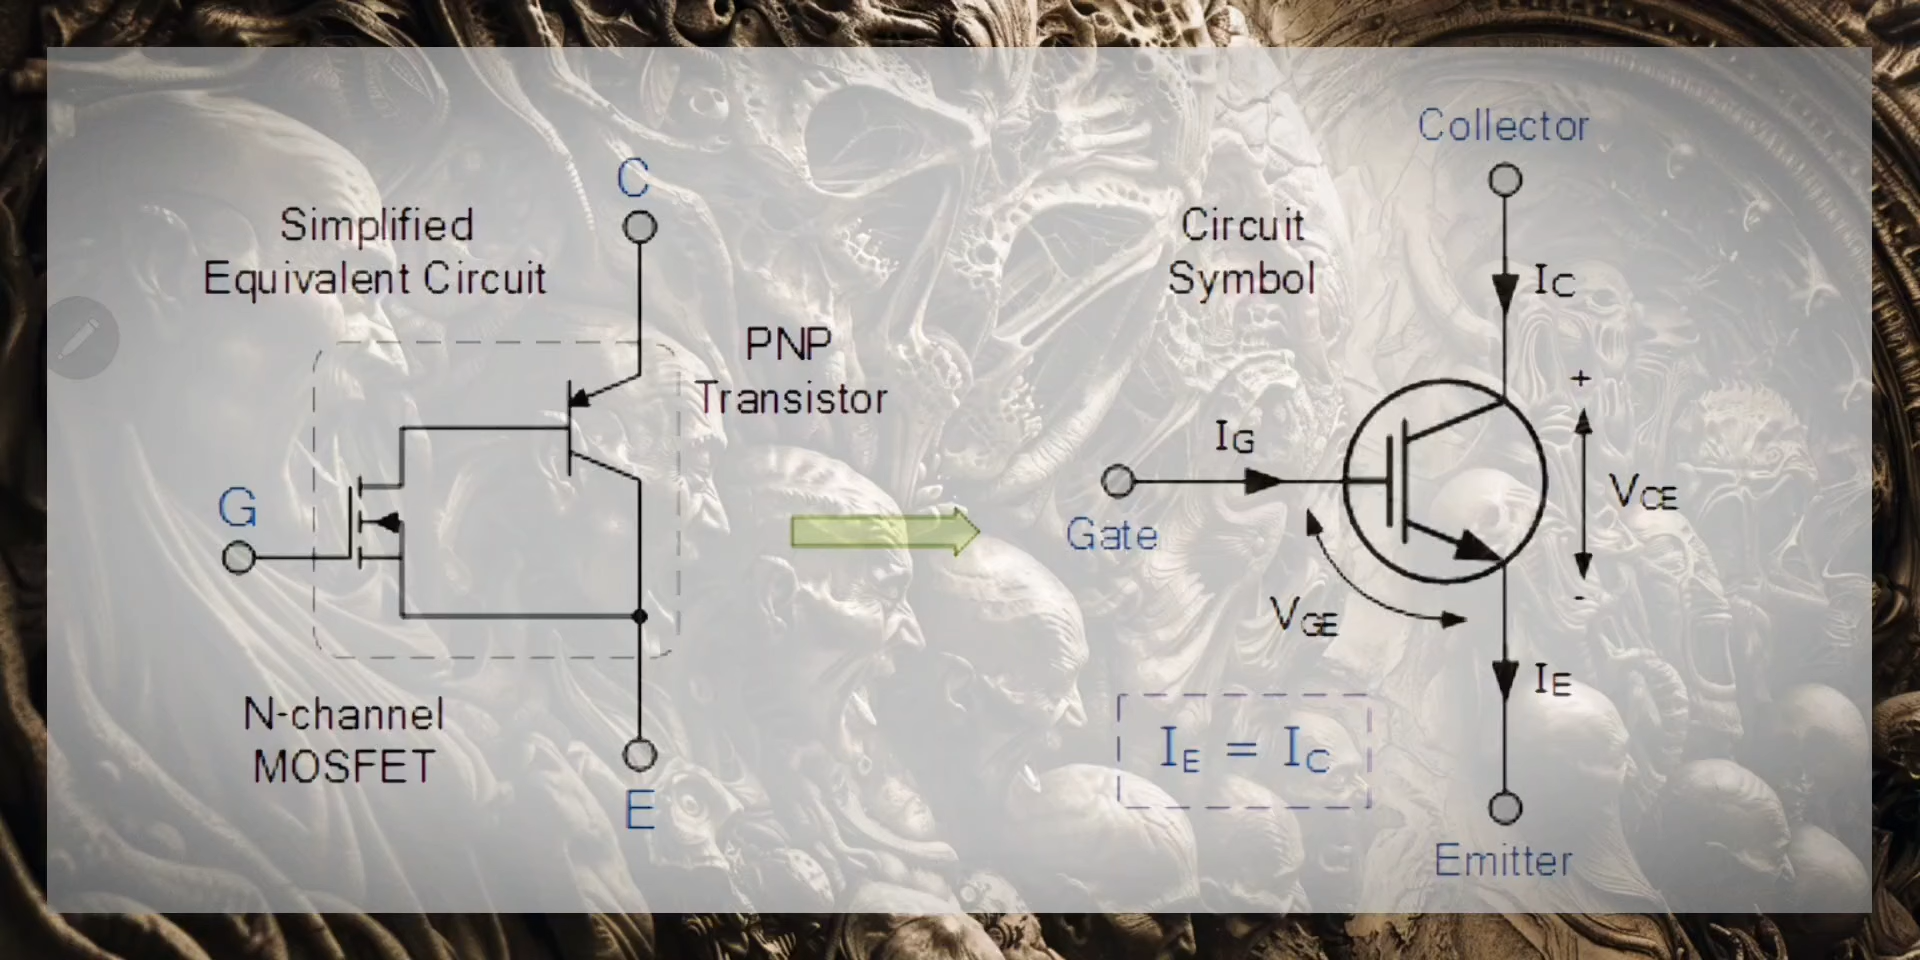 Simplified
Equivalent Circuit
C
PNP
Transistor
G
N-channel
MOSFET
E
Circuit
Symbol
Collector
IC
+
IG
VCE
Gate
-
VGE
IE
IE = IC
Emitter